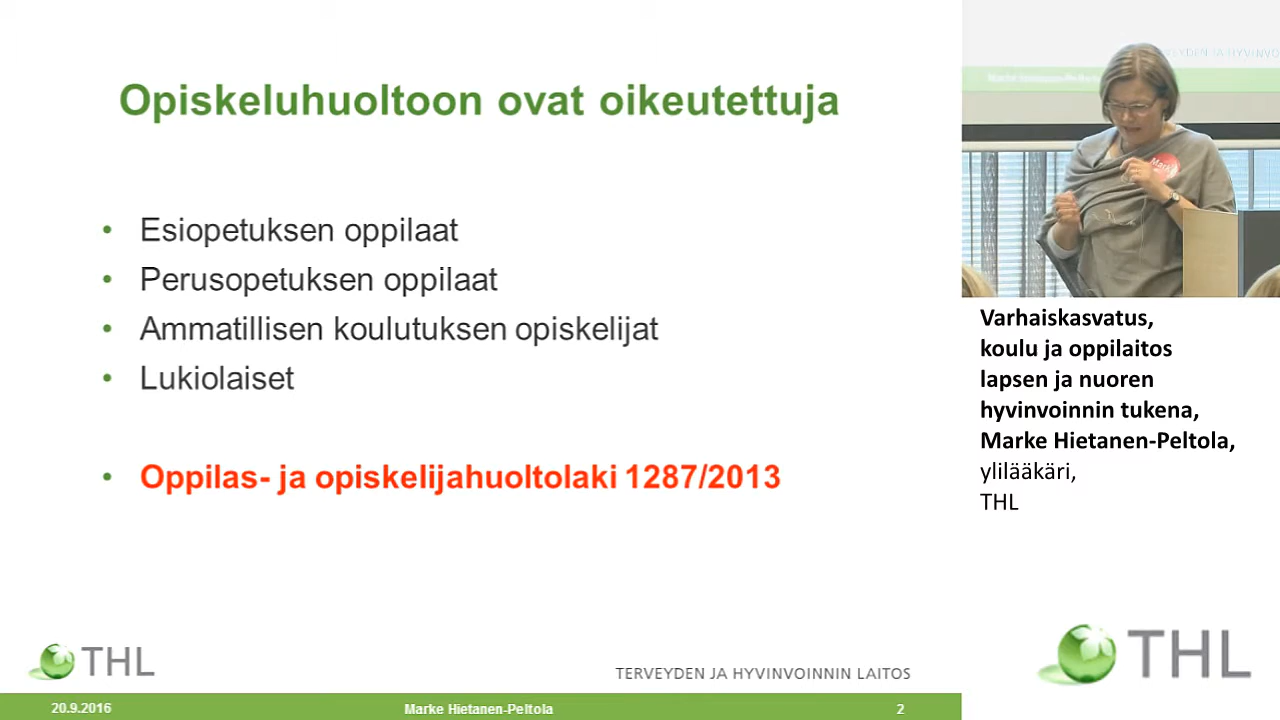 Opiskeluhuoltoon ovat oikeutettuja
• Esiopetuksen oppilaat
• Perusopetuksen oppilaat
• Ammatillisen koulutuksen opiskelijat
• Lukiolaiset
• Oppilas- ja opiskelijahuoltolaki 1287/2013
THL
TERVEYDEN JA HYVINVOINNIN LAITOS
20.9.2016
Marke Hietanen-Peltola
2
Varhaiskasvatus,
koulu ja oppilaitos
lapsen ja nuoren
hyvinvoinnin tukena,
Marke Hietanen-Peltola,
ylilääkäri,
THL
THL